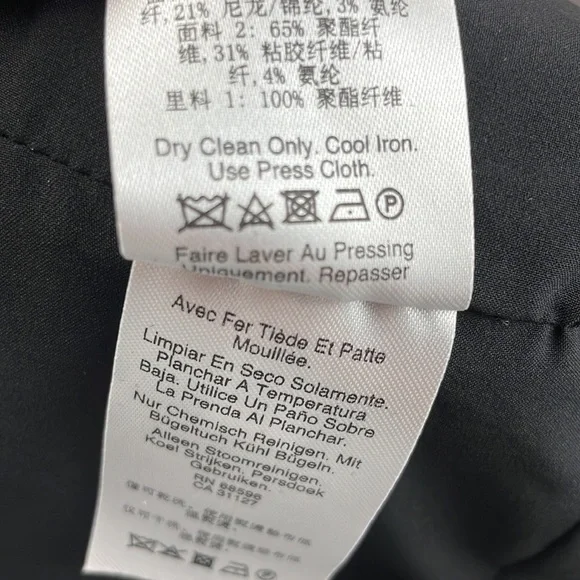 纤, 21% 尼龙/锦纶, 3% 氨纶
面料 2: 65% 聚酯纤
维, 31% 粘胶纤维/粘
纤, 4% 氨纶
里料 1: 100% 聚酯纤维
Dry Clean Only. Cool Iron.
Use Press Cloth.
P
Faire Laver Au Pressing
Uniquement. Repasser
Avec Fer Tiède Et Patte
Mouillée.
Limpiar En Seco Solamente.
Planchar A Temperatura
Baja. Utilice Un Paño Sobre
La Prenda Al Planchar.
Nur Chemisch Reinigen. Mit
Bügeltuch Kühl Bügeln.
Alleen Stoomreinigen.
Koel Strijken. Persdoek
Gebruiken.
RN 68596
CA 31127